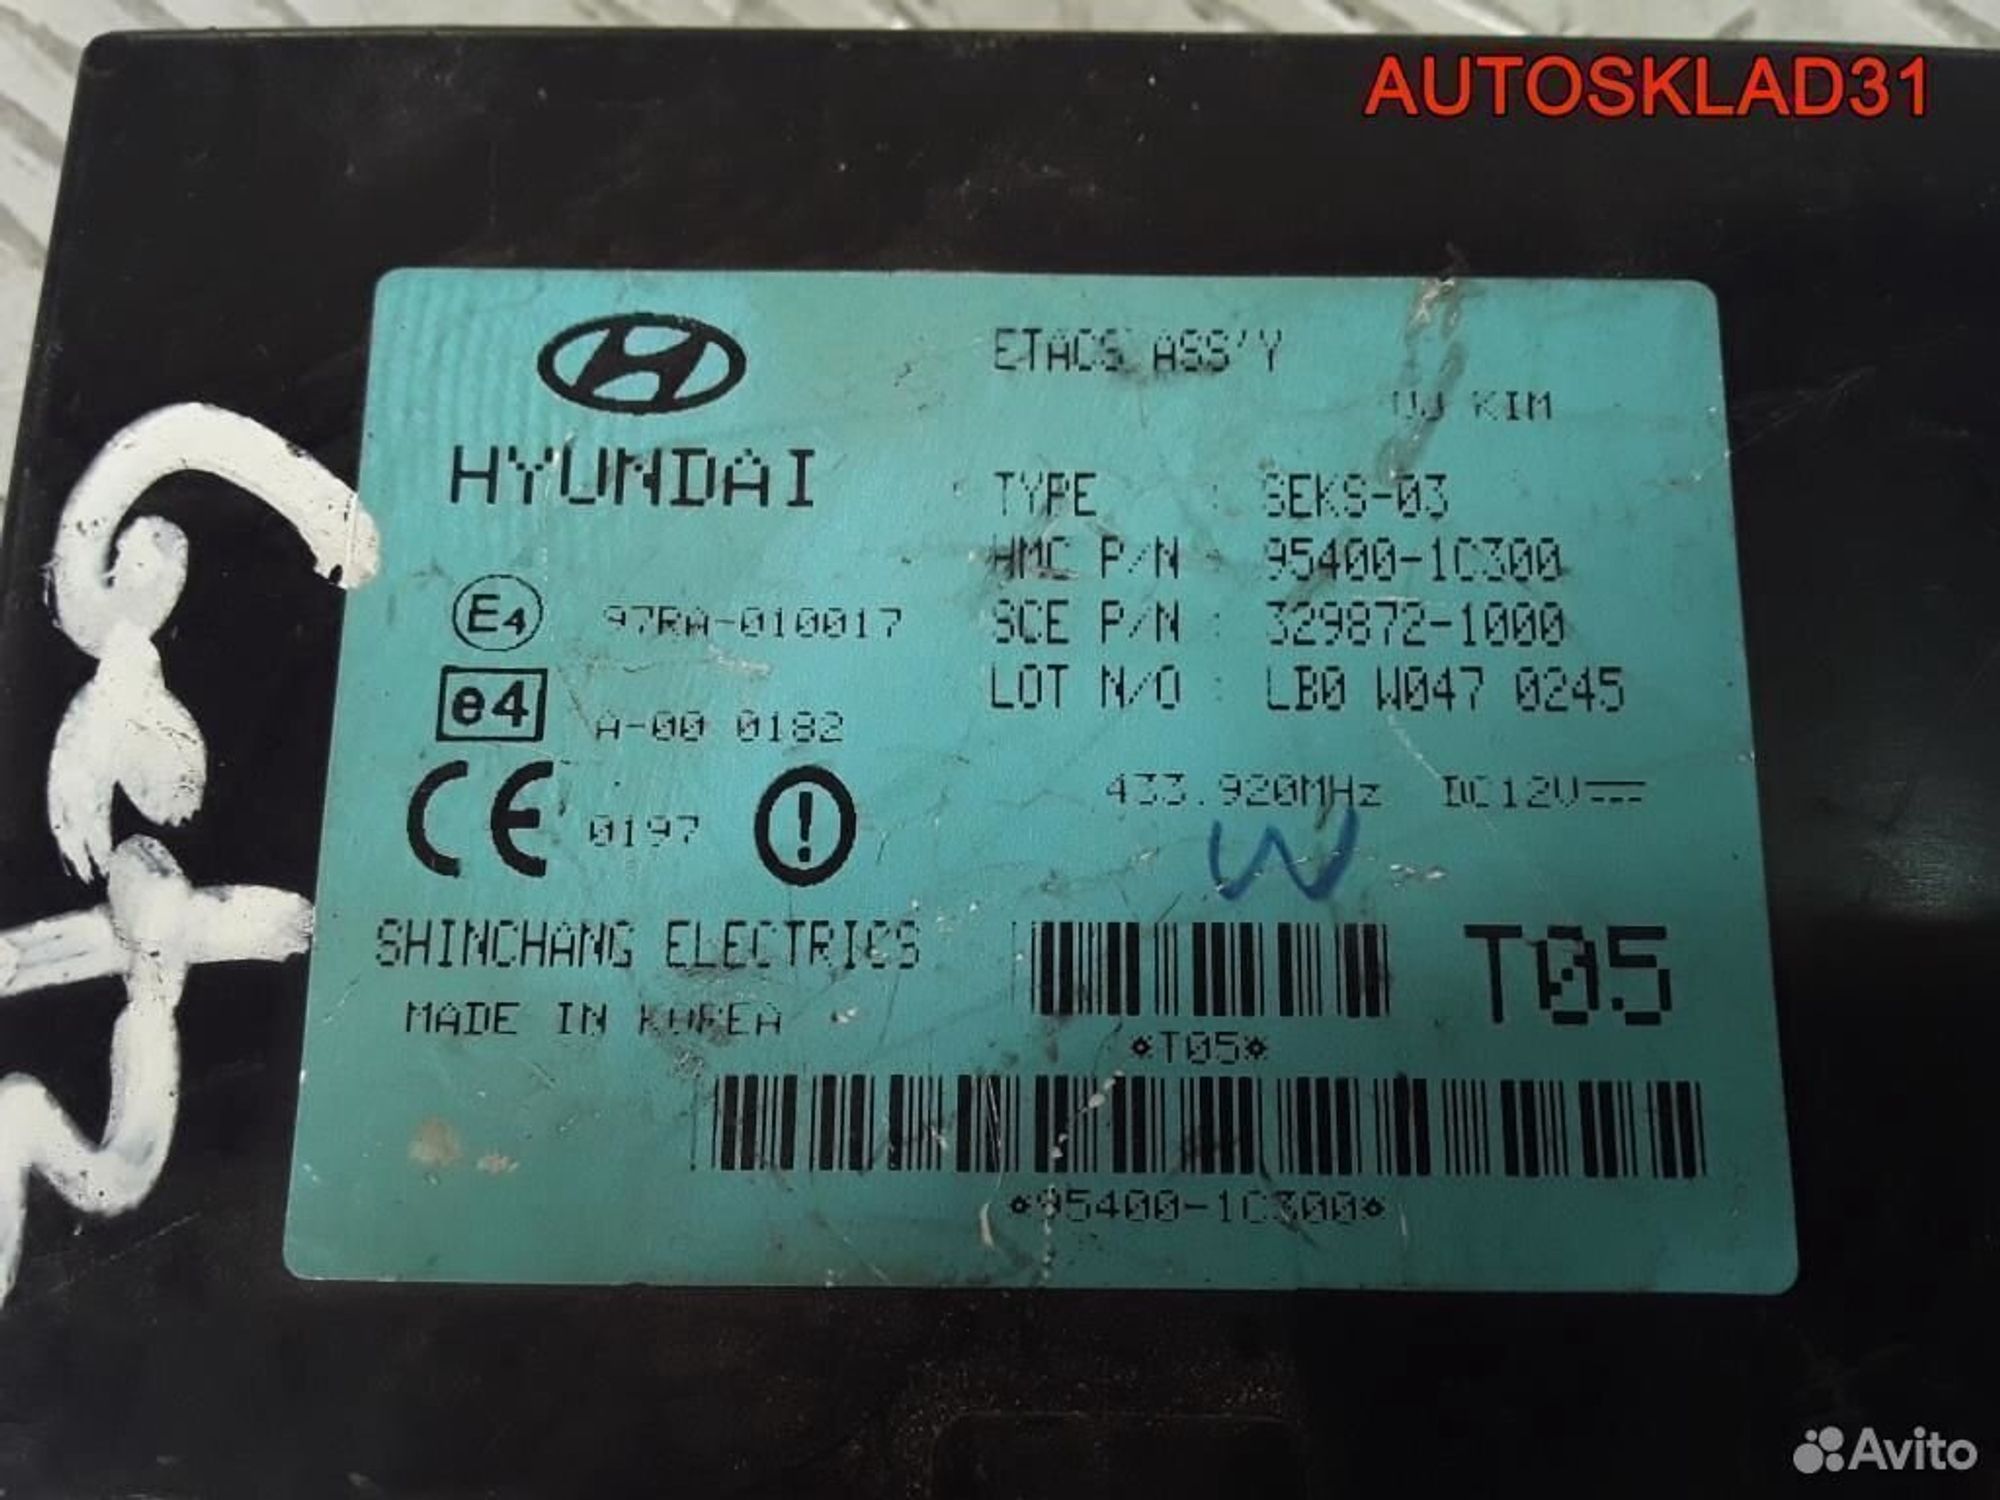 AUTOSKLAD31
HYUNDAI
ETACS ASS'Y
KIM
TYPE : SEKS-03
HMC P/N : 95400-1C300
SCE P/N : 329872-1000
LOT N/O : LB0 W047 0245
E4 97RA-010017
e4 A-00 0182
CE 0197
433.920MHz DC12V
W
SHINCHANG ELECTRICS
MADE IN KOREA
T05
*T05*
*95400-1C300*
Avito